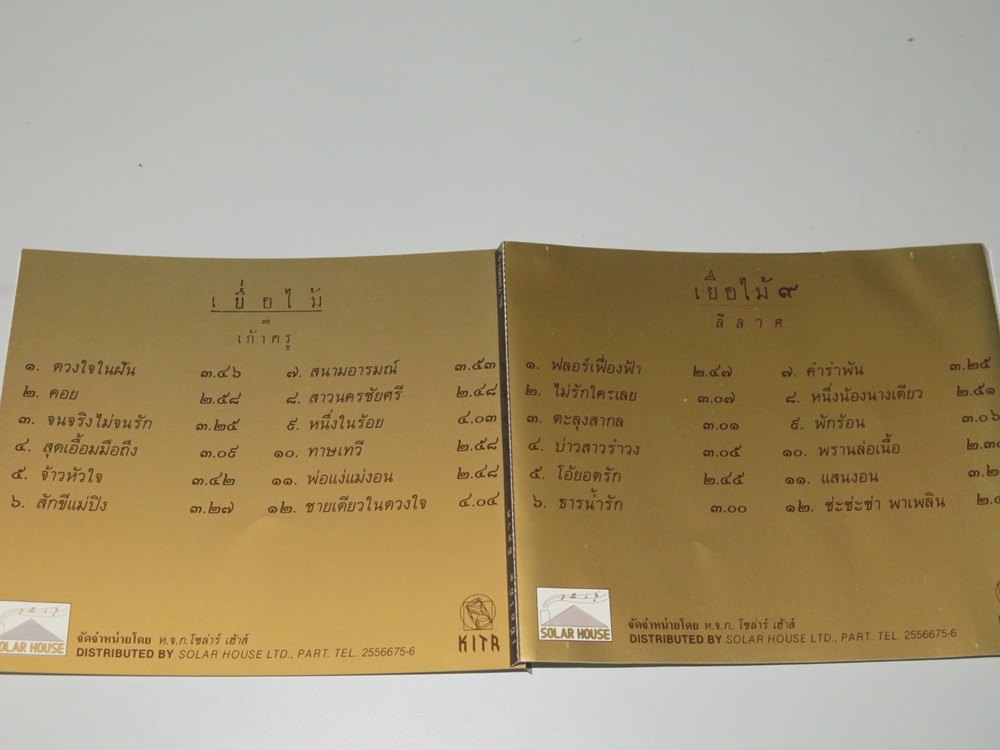 เยื่อไม้
๓
เก้าครู
๑. ดวงใจในฝัน ๓.๔๖
๒. คอย ๒.๕๘
๓. จนจริงไม่จนรัก ๓.๒๕
๔. สุดเอื้อมมือถึง ๓.๐๙
๕. จ้าวหัวใจ ๓.๔๒
๖. สักขีแม่ปิง ๓.๒๗
๗. สนามอารมณ์ ๓.๕๓
๘. สาวนครชัยศรี ๒.๔๘
๙. หนึ่งในร้อย ๔.๐๓
๑๐. ทาษเทวี ๒.๕๘
๑๑. พ่อแง่แม่งอน ๒.๔๘
๑๒. ชายเดียวในดวงใจ ๔.๐๔
SOLAR HOUSE
จัดจำหน่ายโดย ห.จ.ก. โซล่าร์ เฮ้าส์
DISTRIBUTED BY SOLAR HOUSE LTD., PART. TEL. 2556675-6
KITA
เยื่อไม้ ๙
ลีลาศ
๑. ฟลอร์เฟื่องฟ้า ๒.๔๗
๒. ไม่รักใคะเลย ๓.๐๗
๓. ตะลุงสากล ๓.๐๑
๔. บ่าวสาวรำวง ๓.๐๕
๕. โอ้ยอดรัก ๒.๔๕
๖. ธารน้ำรัก ๓.๐๐
๗. คำรำพัน ๓.๒๕
๘. หนึ่งน้องนางเดียว ๒.๕๑
๙. พักร้อน ๓.๐๖
๑๐. พรานล่อเนื้อ
๑๑. แสนงอน
๑๒. ช่ะช่ะช่า พาเพลิน
SOLAR HOUSE
จัดจำหน่ายโดย ห.จ.ก. โซล่าร์ เฮ้าส์
DISTRIBUTED BY SOLAR HOUSE LTD., PART. TEL. 2556675-6